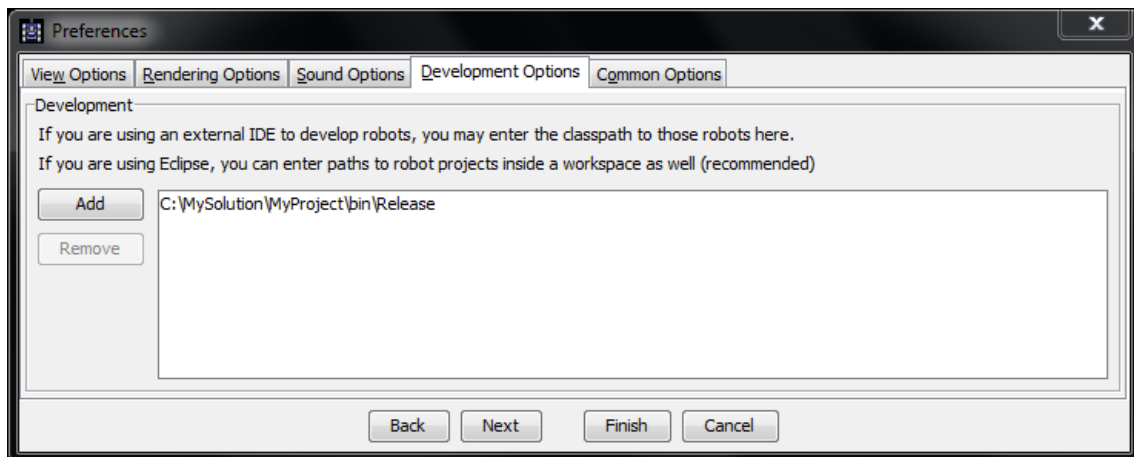 Preferences
View Options Rendering Options Sound Options Development Options Common Options
Development
If you are using an external IDE to develop robots, you may enter the classpath to those robots here.
If you are using Eclipse, you can enter paths to robot projects inside a workspace as well (recommended)
Add
C:\MySolution\MyProject\bin\Release
Remove
Back Next Finish Cancel